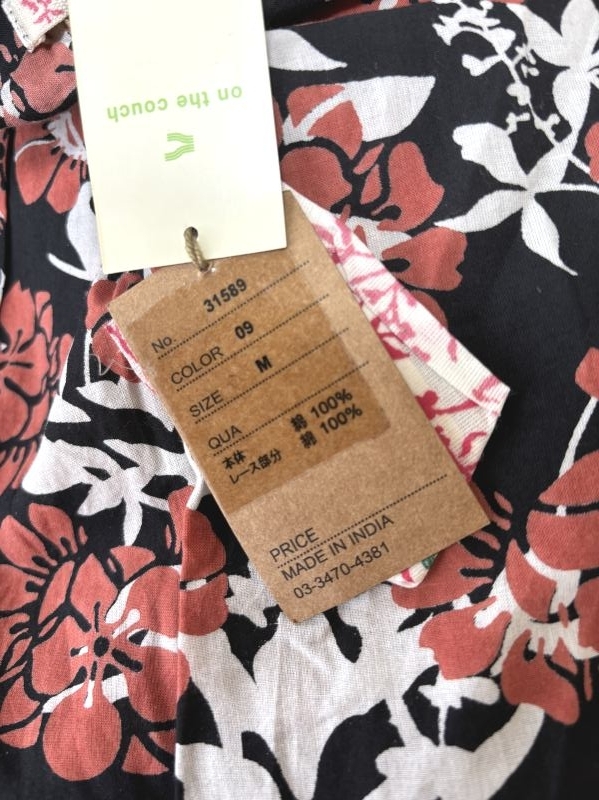 on the couch
No. 31589
COLOR 09
SIZE M
QUA
本体 綿 100%
レース部分 綿 100%
PRICE
MADE IN INDIA
03-3470-4381